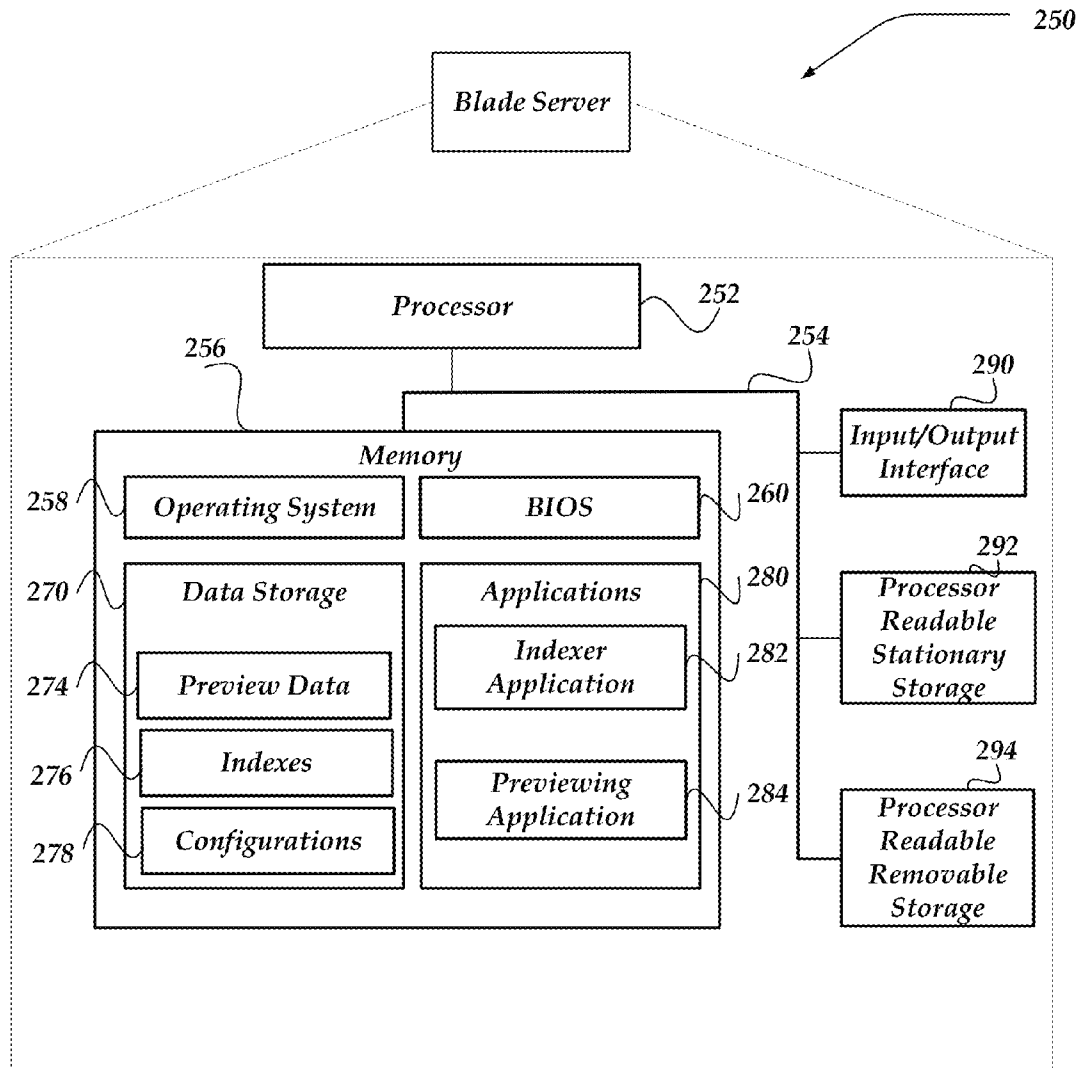 250
Blade Server
Processor
252
256
254
290
Input/Output
Interface
Memory
258
Operating System
BIOS
260
292
Processor
Readable
Stationary
Storage
270
Data Storage
Applications
280
Indexer
Application
282
274
Preview Data
276
Indexes
Previewing
Application
284
294
Processor
Readable
Removable
Storage
278
Configurations